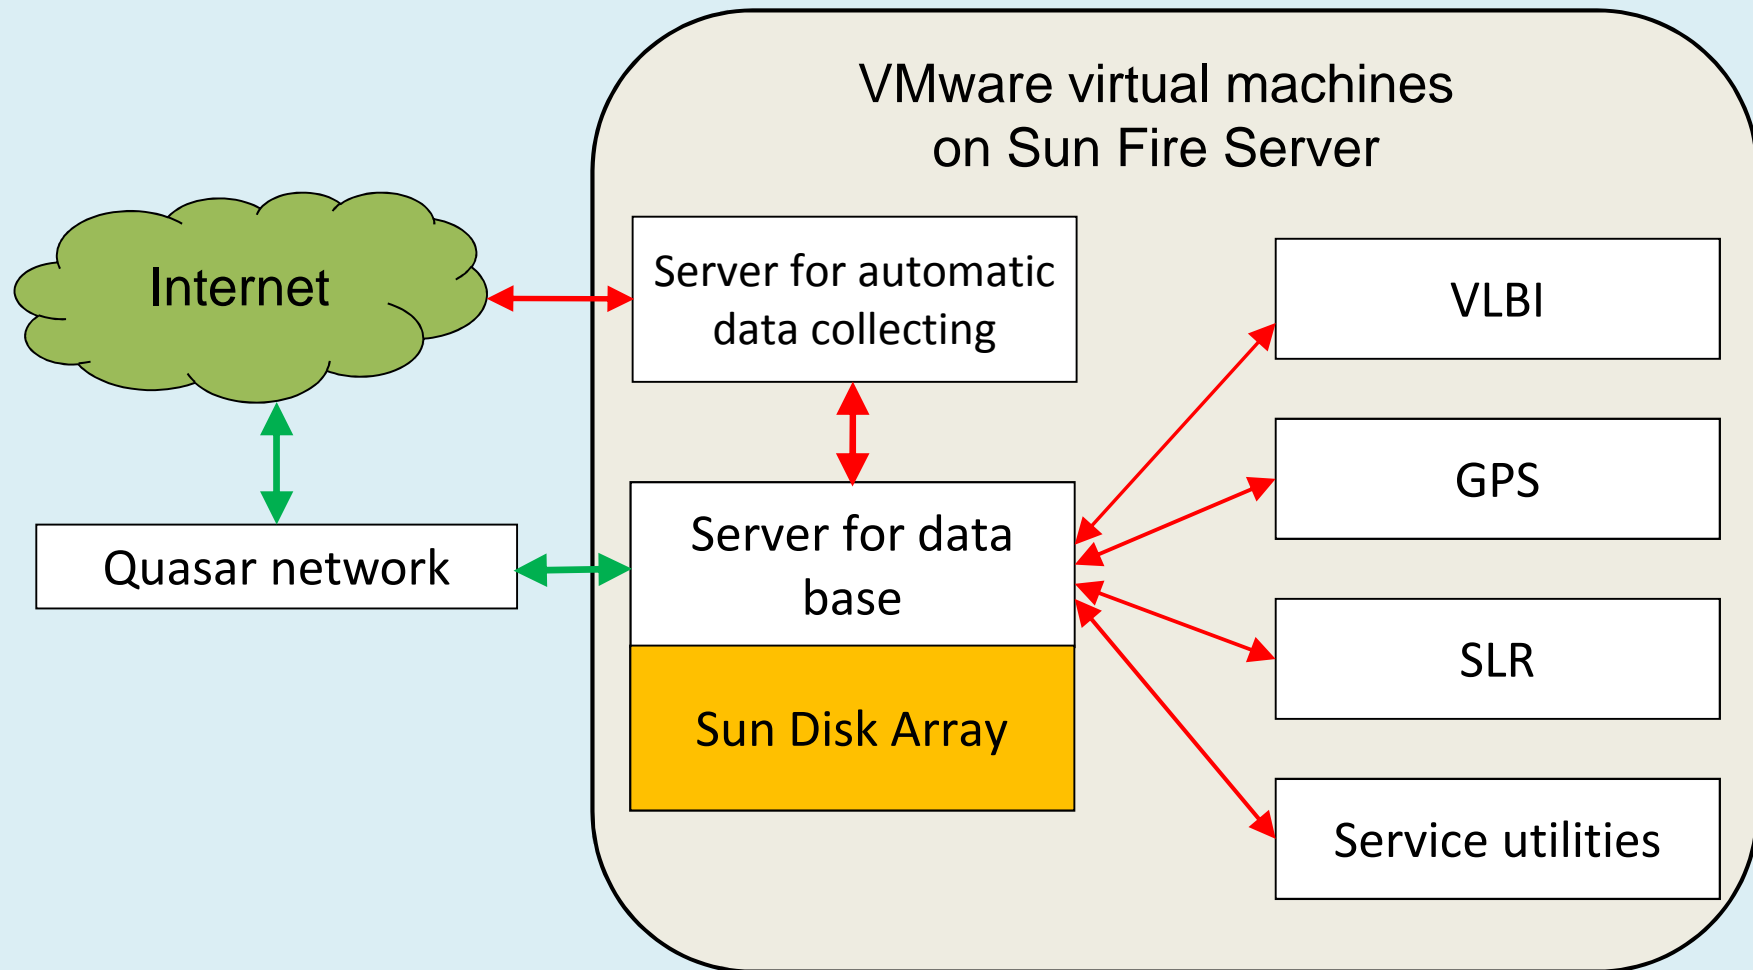 VMware virtual machines
on Sun Fire Server
Internet
Server for automatic
data collecting
VLBI
GPS
Quasar network
Server for data
base
SLR
Sun Disk Array
Service utilities